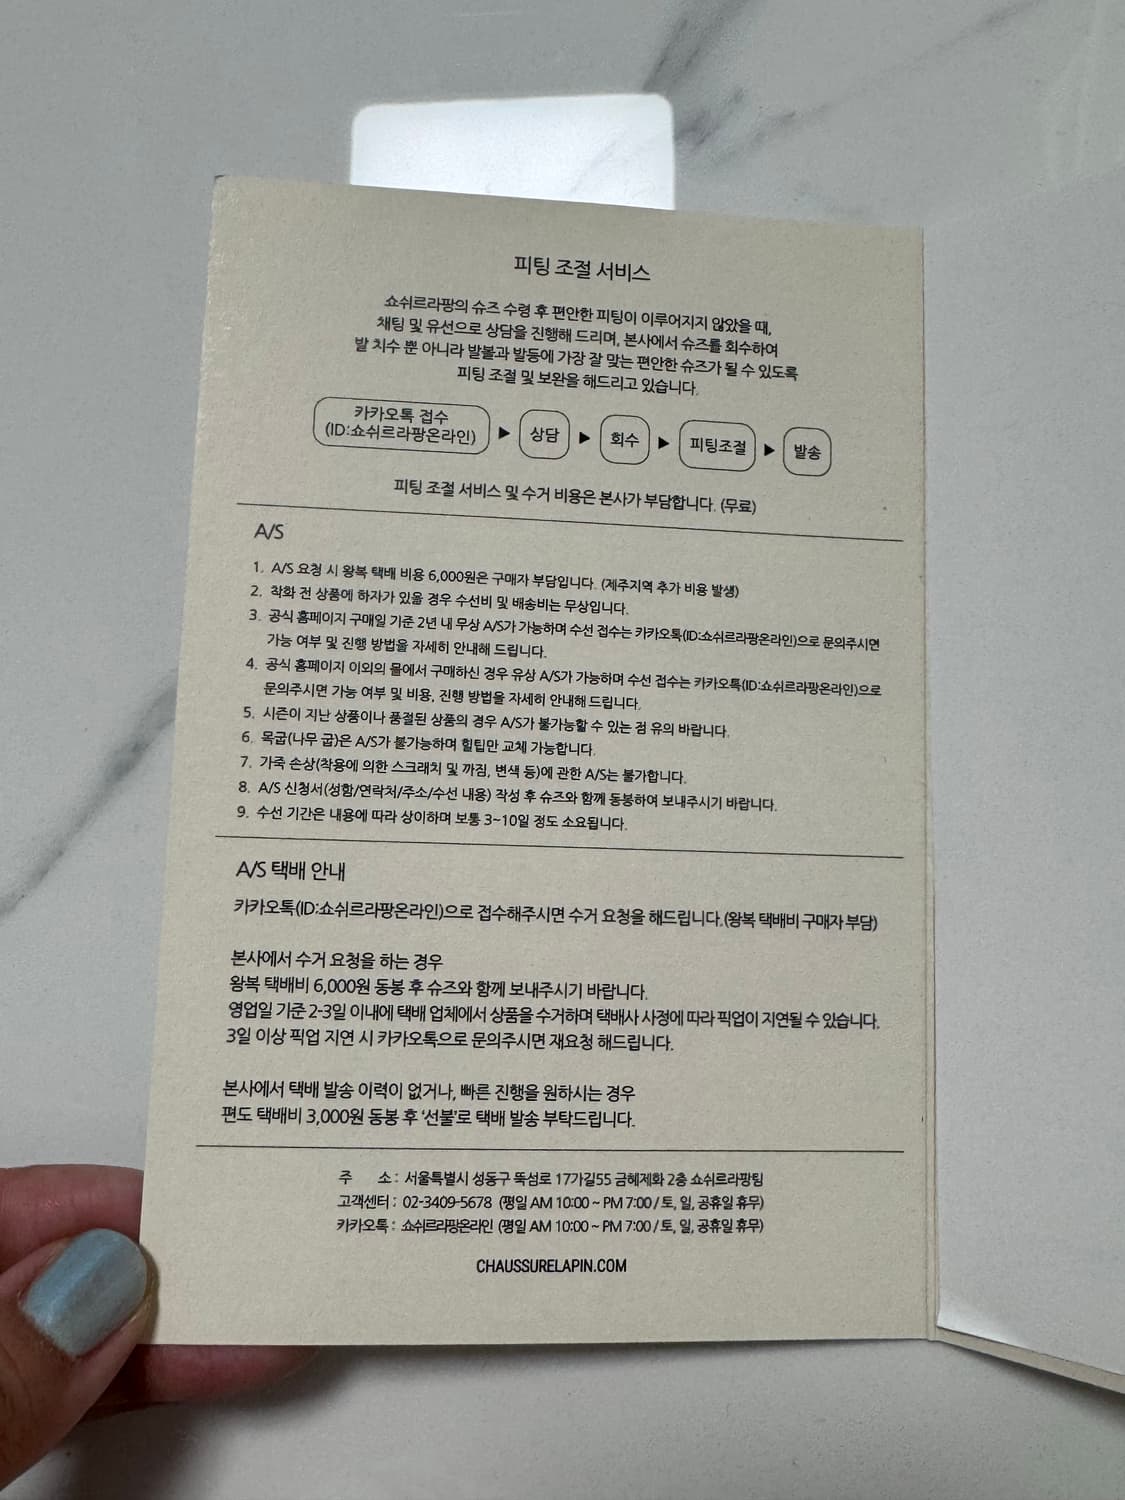 피팅 조절 서비스
쇼쉬르라팡의 슈즈 수령 후 편안한 피팅이 이루어지지 않았을 때,
채팅 및 유선으로 상담을 진행해 드리며, 본사에서 슈즈를 회수하여
발 치수 뿐 아니라 발볼과 발등에 가장 잘 맞는 편안한 슈즈가 될 수 있도록
피팅 조절 및 보완을 해드리고 있습니다.
카카오톡 접수
(ID:쇼쉬르라팡온라인) ▶ 상담 ▶ 회수 ▶ 피팅조절 ▶ 발송
피팅 조절 서비스 및 수거 비용은 본사가 부담합니다. (무료)
A/S
1. A/S 요청 시 왕복 택배 비용 6,000원은 구매자 부담입니다. (제주지역 추가 비용 발생)
2. 착화 전 상품에 하자가 있을 경우 수선비 및 배송비는 무상입니다.
3. 공식 홈페이지 구매일 기준 2년 내 무상 A/S가 가능하며 수선 접수는 카카오톡(ID:쇼쉬르라팡온라인)으로 문의주시면
가능 여부 및 진행 방법을 자세히 안내해 드립니다.
4. 공식 홈페이지 이외의 몰에서 구매하신 경우 유상 A/S가 가능하며 수선 접수는 카카오톡(ID:쇼쉬르라팡온라인)으로
문의주시면 가능 여부 및 비용, 진행 방법을 자세히 안내해 드립니다.
5. 시즌이 지난 상품이나 품절된 상품의 경우 A/S가 불가능할 수 있는 점 유의 바랍니다.
6. 목굽(나무 굽)은 A/S가 불가능하며 힐팁만 교체 가능합니다.
7. 가죽 손상(착용에 의한 스크래치 및 까짐, 변색 등)에 관한 A/S는 불가합니다.
8. A/S 신청서(성함/연락처/주소/수선 내용) 작성 후 슈즈와 함께 동봉하여 보내주시기 바랍니다.
9. 수선 기간은 내용에 따라 상이하며 보통 3~10일 정도 소요됩니다.
A/S 택배 안내
카카오톡(ID:쇼쉬르라팡온라인)으로 접수해주시면 수거 요청을 해드립니다.(왕복 택배비 구매자 부담)
본사에서 수거 요청을 하는 경우
왕복 택배비 6,000원 동봉 후 슈즈와 함께 보내주시기 바랍니다.
영업일 기준 2-3일 이내에 택배 업체에서 상품을 수거하며 택배사 사정에 따라 픽업이 지연될 수 있습니다.
3일 이상 픽업 지연 시 카카오톡으로 문의주시면 재요청 해드립니다.
본사에서 택배 발송 이력이 없거나, 빠른 진행을 원하시는 경우
편도 택배비 3,000원 동봉 후 '선불'로 택배 발송 부탁드립니다.
주 소 : 서울특별시 성동구 뚝섬로 17가길55 금혜제화 2층 쇼쉬르라팡팀
고객센터 : 02-3409-5678 (평일 AM 10:00 ~ PM 7:00 / 토, 일, 공휴일 휴무)
카카오톡 : 쇼쉬르라팡온라인 (평일 AM 10:00 ~ PM 7:00 / 토, 일, 공휴일 휴무)
CHAUSSURELAPIN.COM